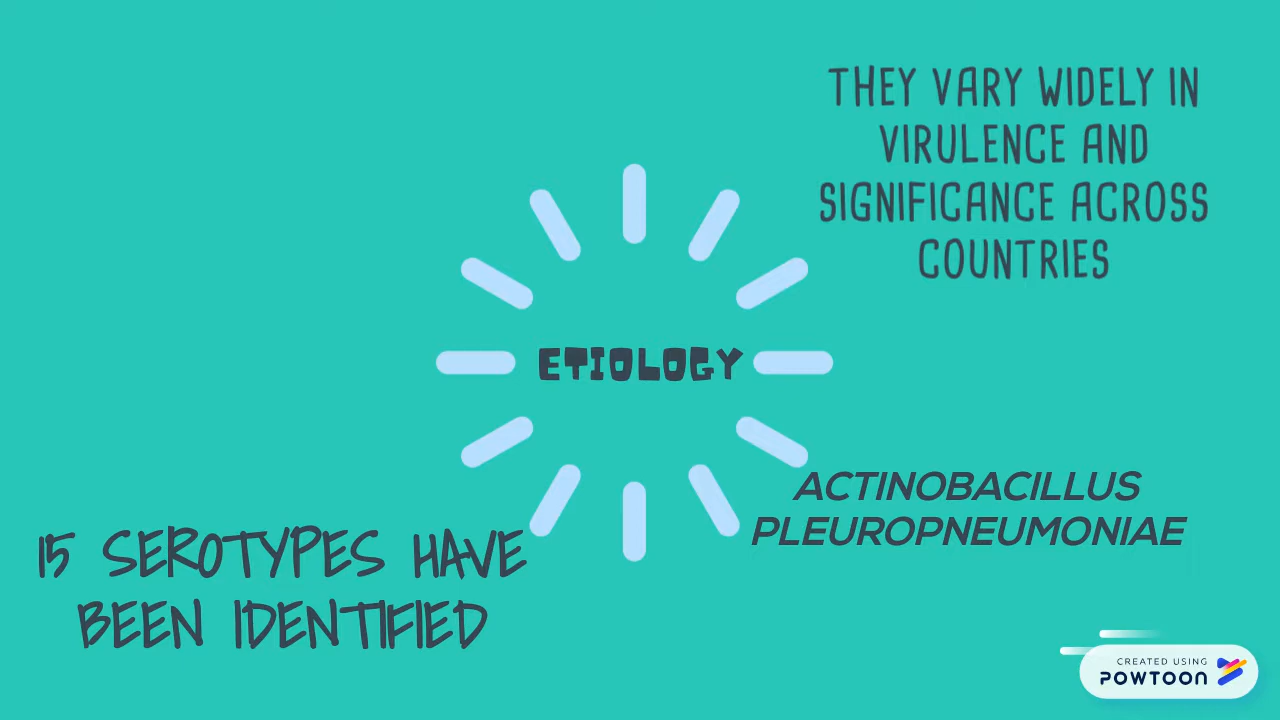 THEY VARY WIDELY IN
VIRULENCE AND
SIGNIFICANCE ACROSS
COUNTRIES
ETIOLOGY
ACTINOBACILLUS
PLEUROPNEUMONIAE
15 SEROTYPES HAVE
BEEN IDENTIFIED
CREATED USING
POWTOON